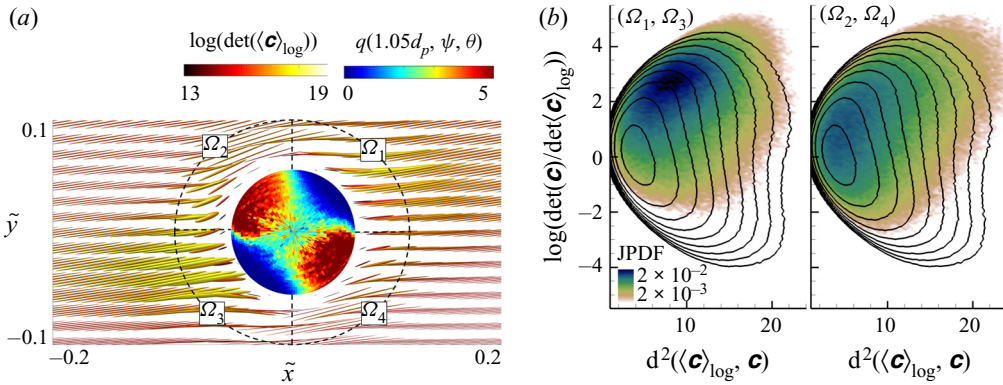 (a)
log(det(⟨c⟩log))
13 19
q(1.05dp, ψ, θ)
0 5
0.1
ỹ
-0.1
Ω2
Ω1
Ω3
Ω4
-0.2
x̃
0.2
(b)
(Ω1, Ω3)
(Ω2, Ω4)
log(det(c)/det⟨c⟩log))
4
2
0
−2
−4
JPDF
2 × 10−2
2 × 10−3
10 20
10 20
d2(⟨c⟩log, c)
d2(⟨c⟩log, c)